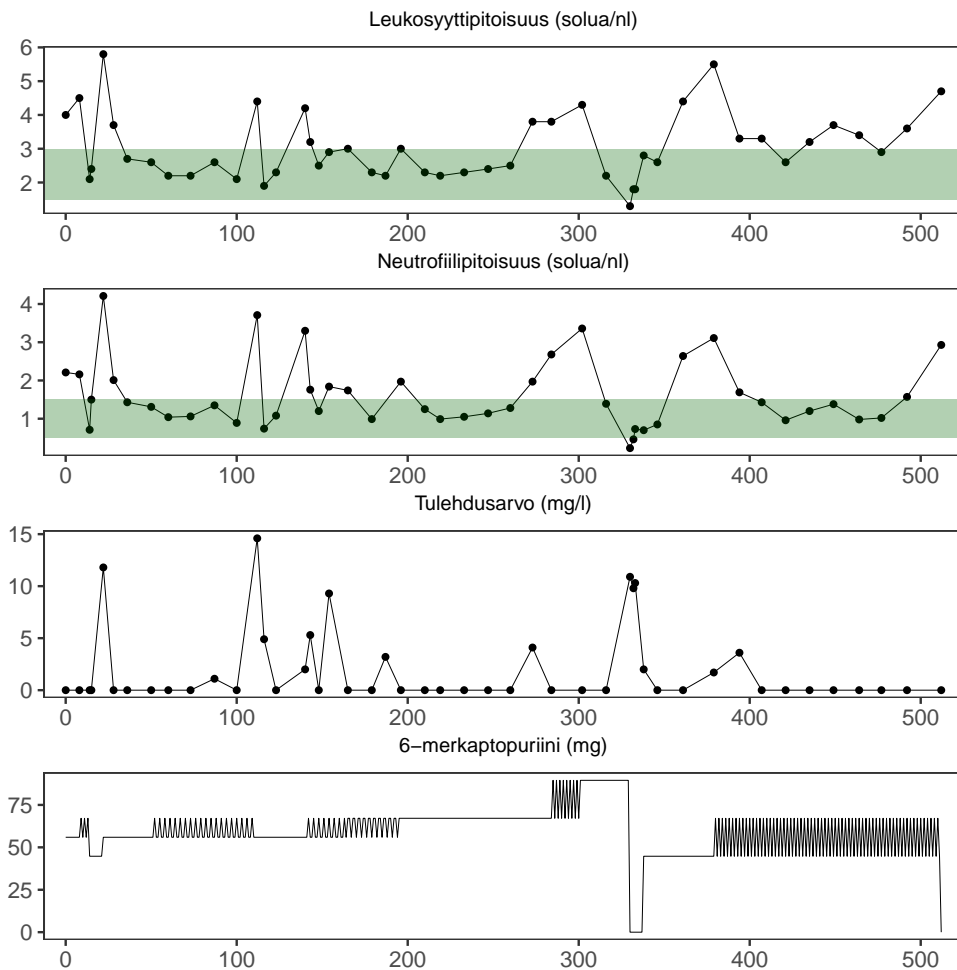 Leukosyyttipitoisuus (solua/nl)
6
5
4
3
2
0 100 200 300 400 500
Neutrofiilipitoisuus (solua/nl)
4
3
2
1
0 100 200 300 400 500
Tulehdusarvo (mg/l)
15
10
5
0
0 100 200 300 400 500
6−merkaptopuriini (mg)
75
50
25
0
0 100 200 300 400 500